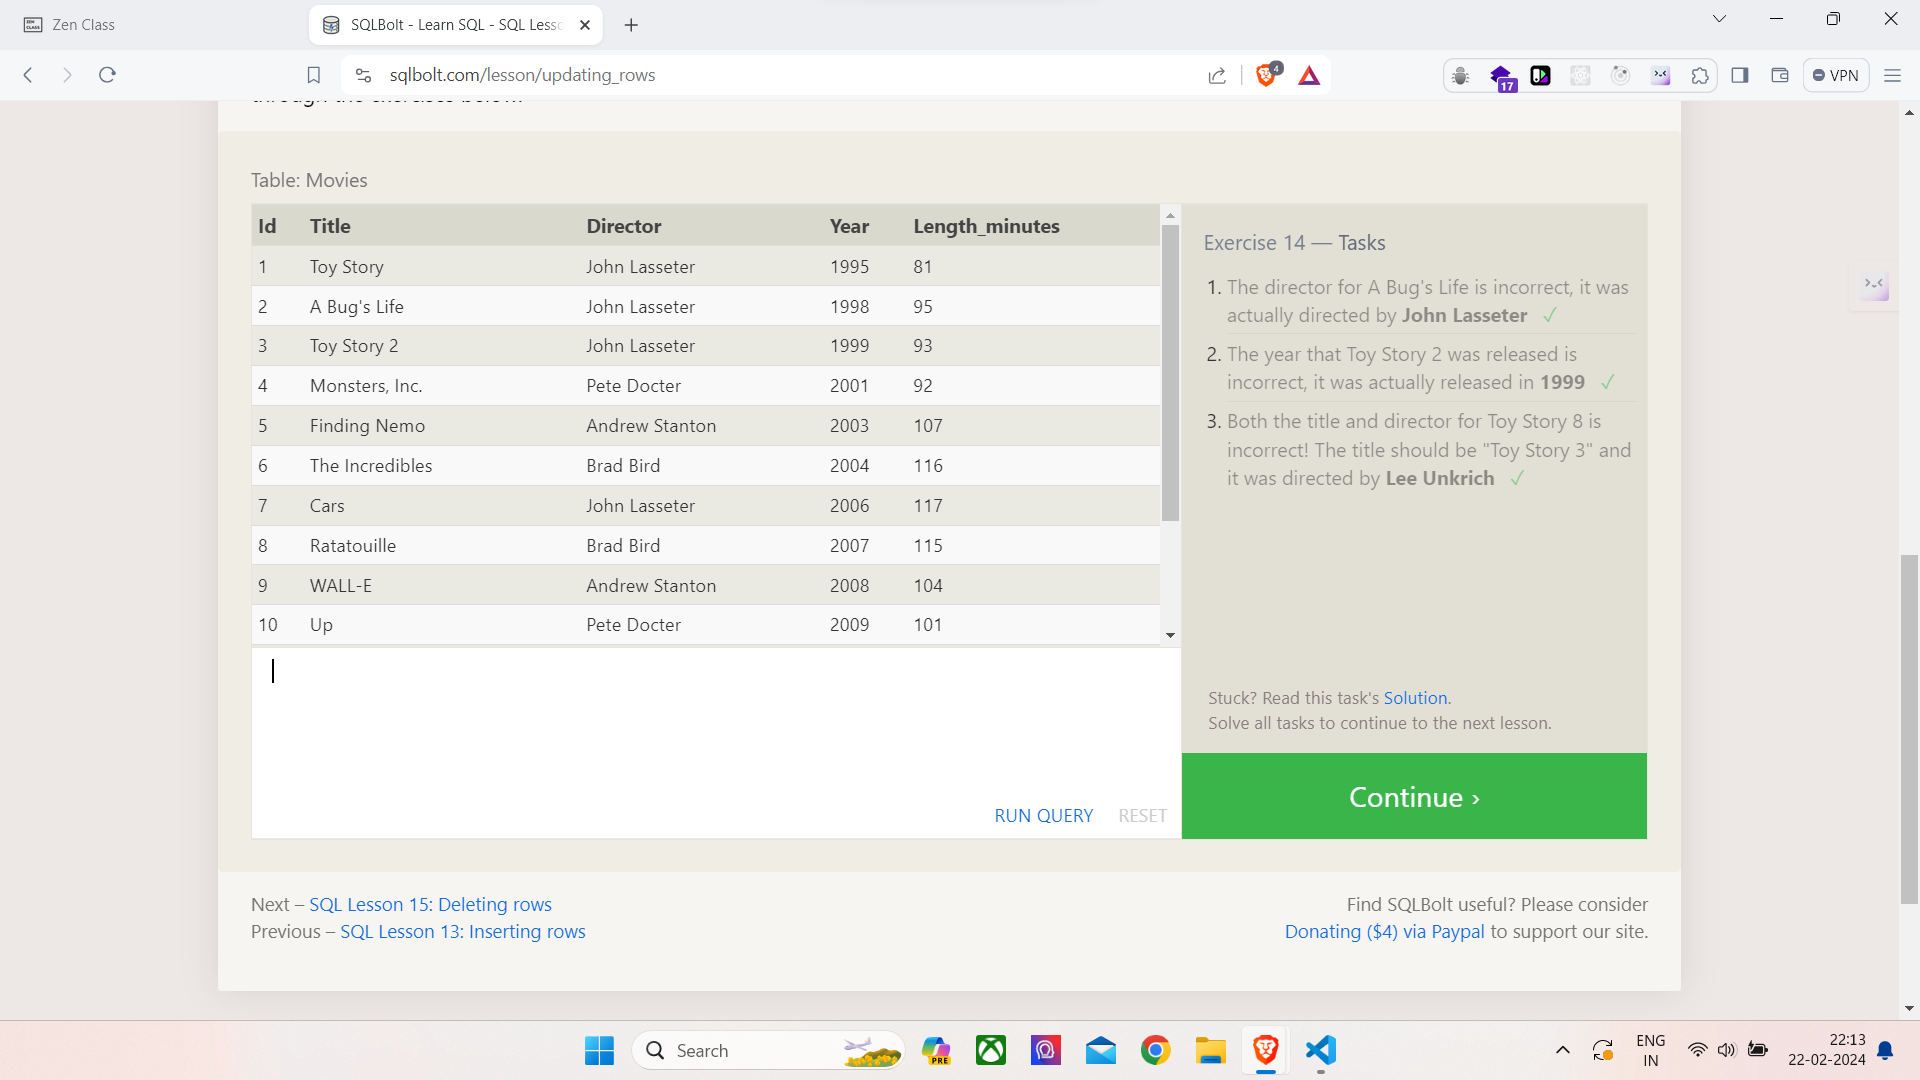 Zen Class
SQLBolt - Learn SQL - SQL Less
sqlbolt.com/lesson/updating_rows
4
17
VPN
through the exercises below.
Table: Movies
Id Title Director Year Length_minutes
1 Toy Story John Lasseter 1995 81
2 A Bug's Life John Lasseter 1998 95
3 Toy Story 2 John Lasseter 1999 93
4 Monsters, Inc. Pete Docter 2001 92
5 Finding Nemo Andrew Stanton 2003 107
6 The Incredibles Brad Bird 2004 116
7 Cars John Lasseter 2006 117
8 Ratatouille Brad Bird 2007 115
9 WALL-E Andrew Stanton 2008 104
10 Up Pete Docter 2009 101
RUN QUERY RESET
Exercise 14 — Tasks
1. The director for A Bug's Life is incorrect, it was
actually directed by John Lasseter ✓
2. The year that Toy Story 2 was released is
incorrect, it was actually released in 1999 ✓
3. Both the title and director for Toy Story 8 is
incorrect! The title should be "Toy Story 3" and
it was directed by Lee Unkrich ✓
Stuck? Read this task's Solution.
Solve all tasks to continue to the next lesson.
Continue ›
Next – SQL Lesson 15: Deleting rows
Previous – SQL Lesson 13: Inserting rows
Find SQLBolt useful? Please consider
Donating ($4) via Paypal to support our site.
Search
PRE
ENG
IN
22:13
22-02-2024